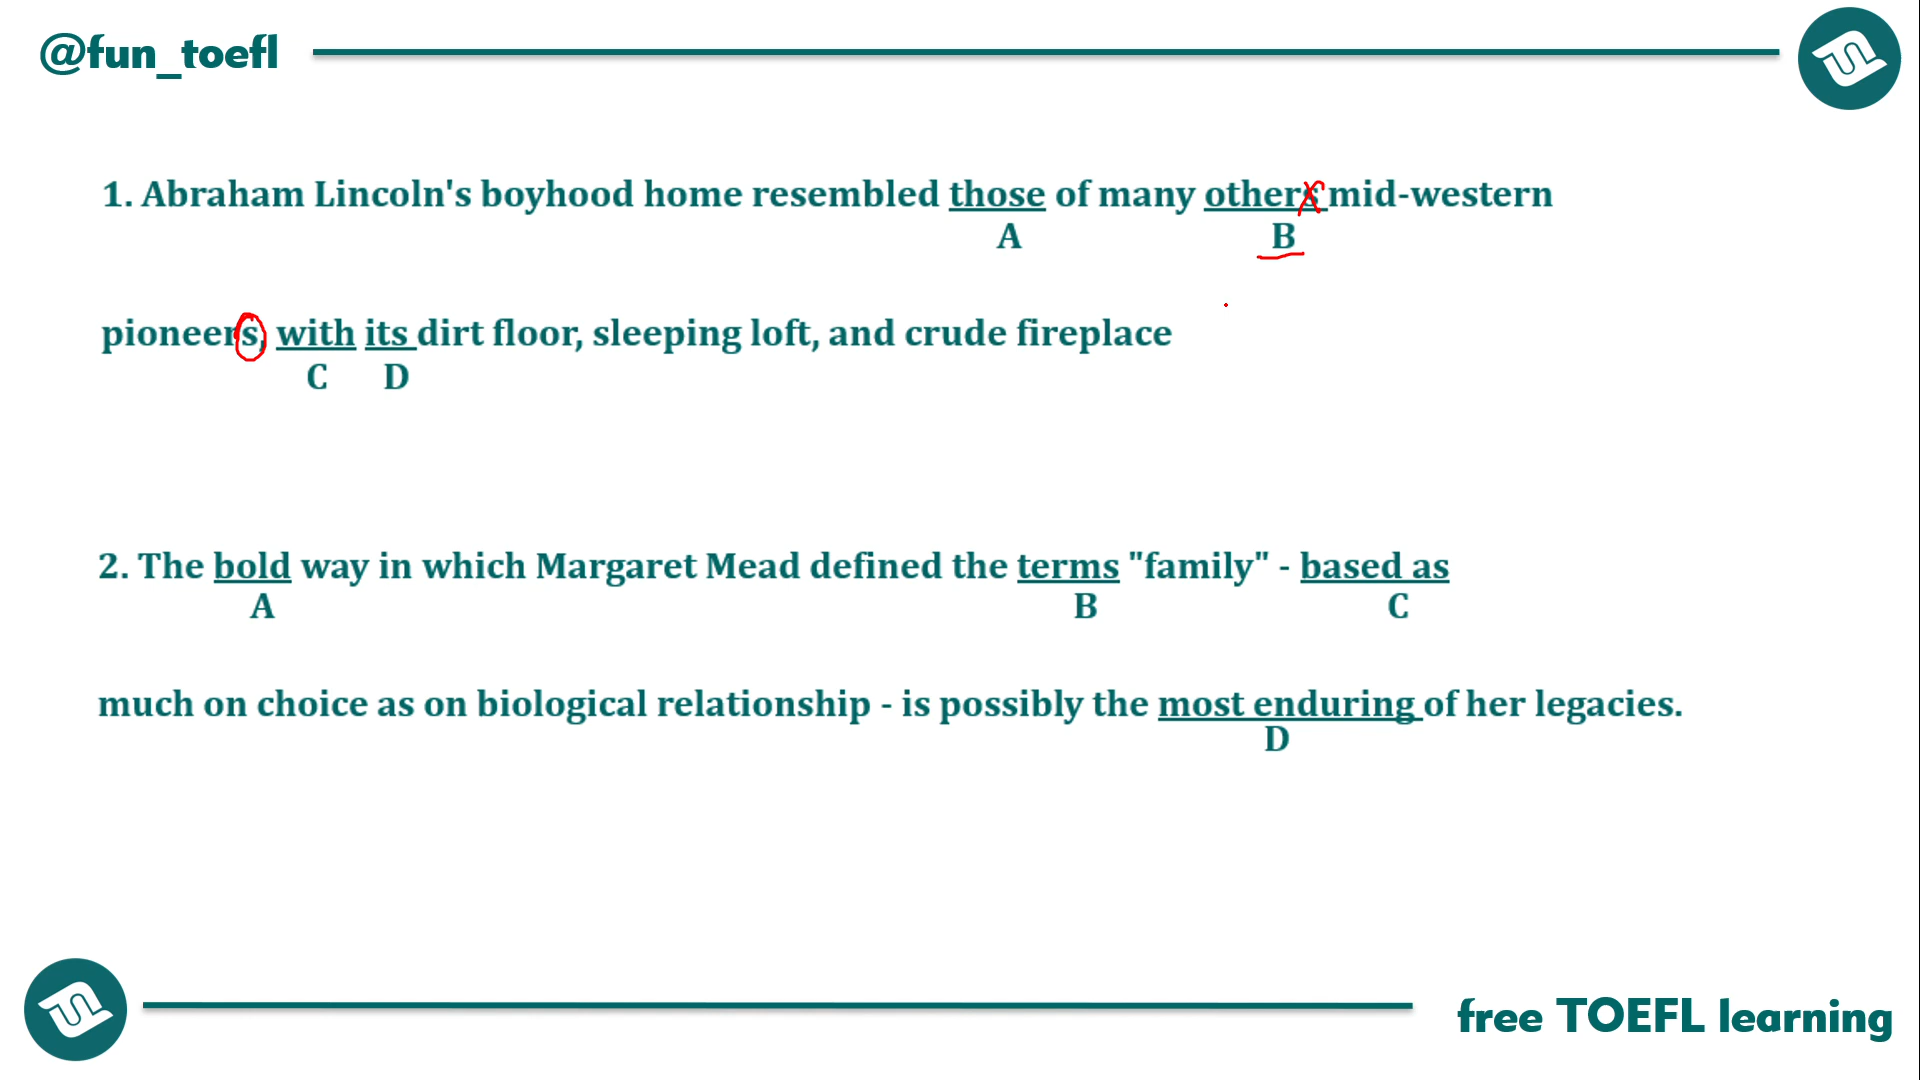 @fun_toefl
1. Abraham Lincoln's boyhood home resembled those of many others mid-western
A B
pioneers, with its dirt floor, sleeping loft, and crude fireplace
C D
2. The bold way in which Margaret Mead defined the terms "family" - based as
A B C
much on choice as on biological relationship - is possibly the most enduring of her legacies.
D
free TOEFL learning